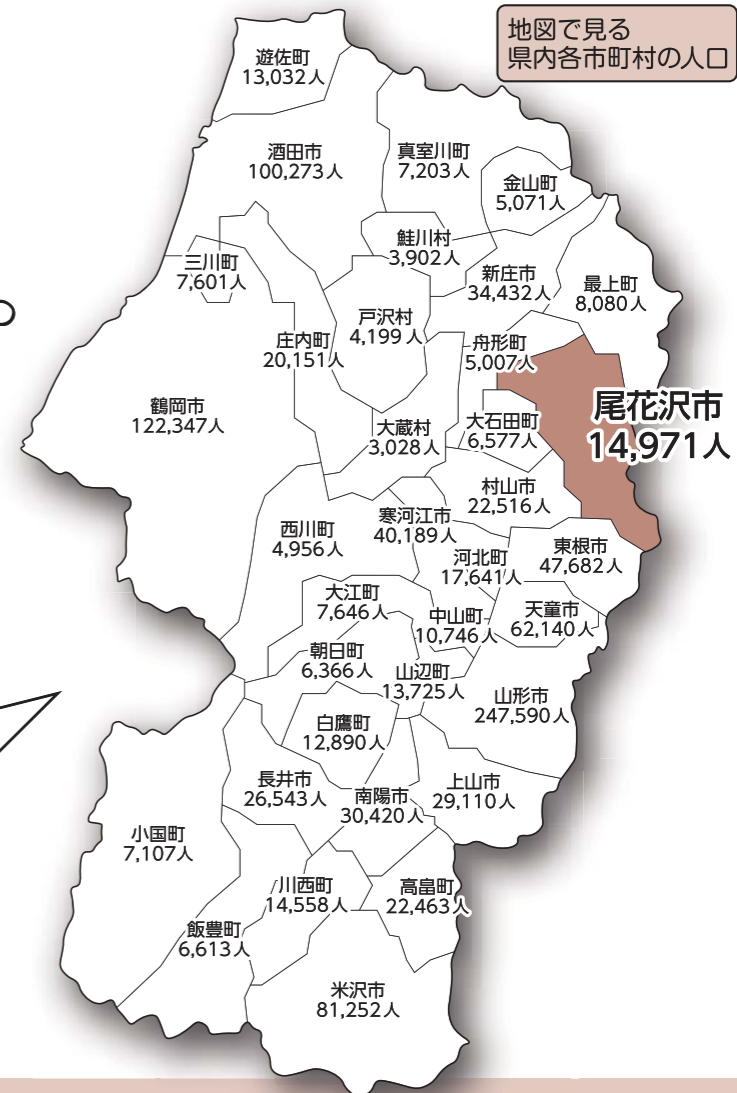 地図で見る
県内各市町村の人口
遊佐町
13,032人
酒田市
100,273人
真室川町
7,203人
金山町
5,071人
鮭川村
3,902人
三川町
7,601人
新庄市
34,432人
最上町
8,080人
戸沢村
4,199人
庄内町
20,151人
舟形町
5,007人
鶴岡市
122,347人
大蔵村
3,028人
大石田町
6,577人
尾花沢市
14,971人
村山市
22,516人
西川町
4,956人
寒河江市
40,189人
河北町
17,641人
東根市
47,682人
大江町
7,646人
中山町
10,746人
天童市
62,140人
朝日町
6,366人
山辺町
13,725人
山形市
247,590人
白鷹町
12,890人
長井市
26,543人
南陽市
30,420人
上山市
29,110人
小国町
7,107人
川西町
14,558人
高畠町
22,463人
飯豊町
6,613人
米沢市
81,252人